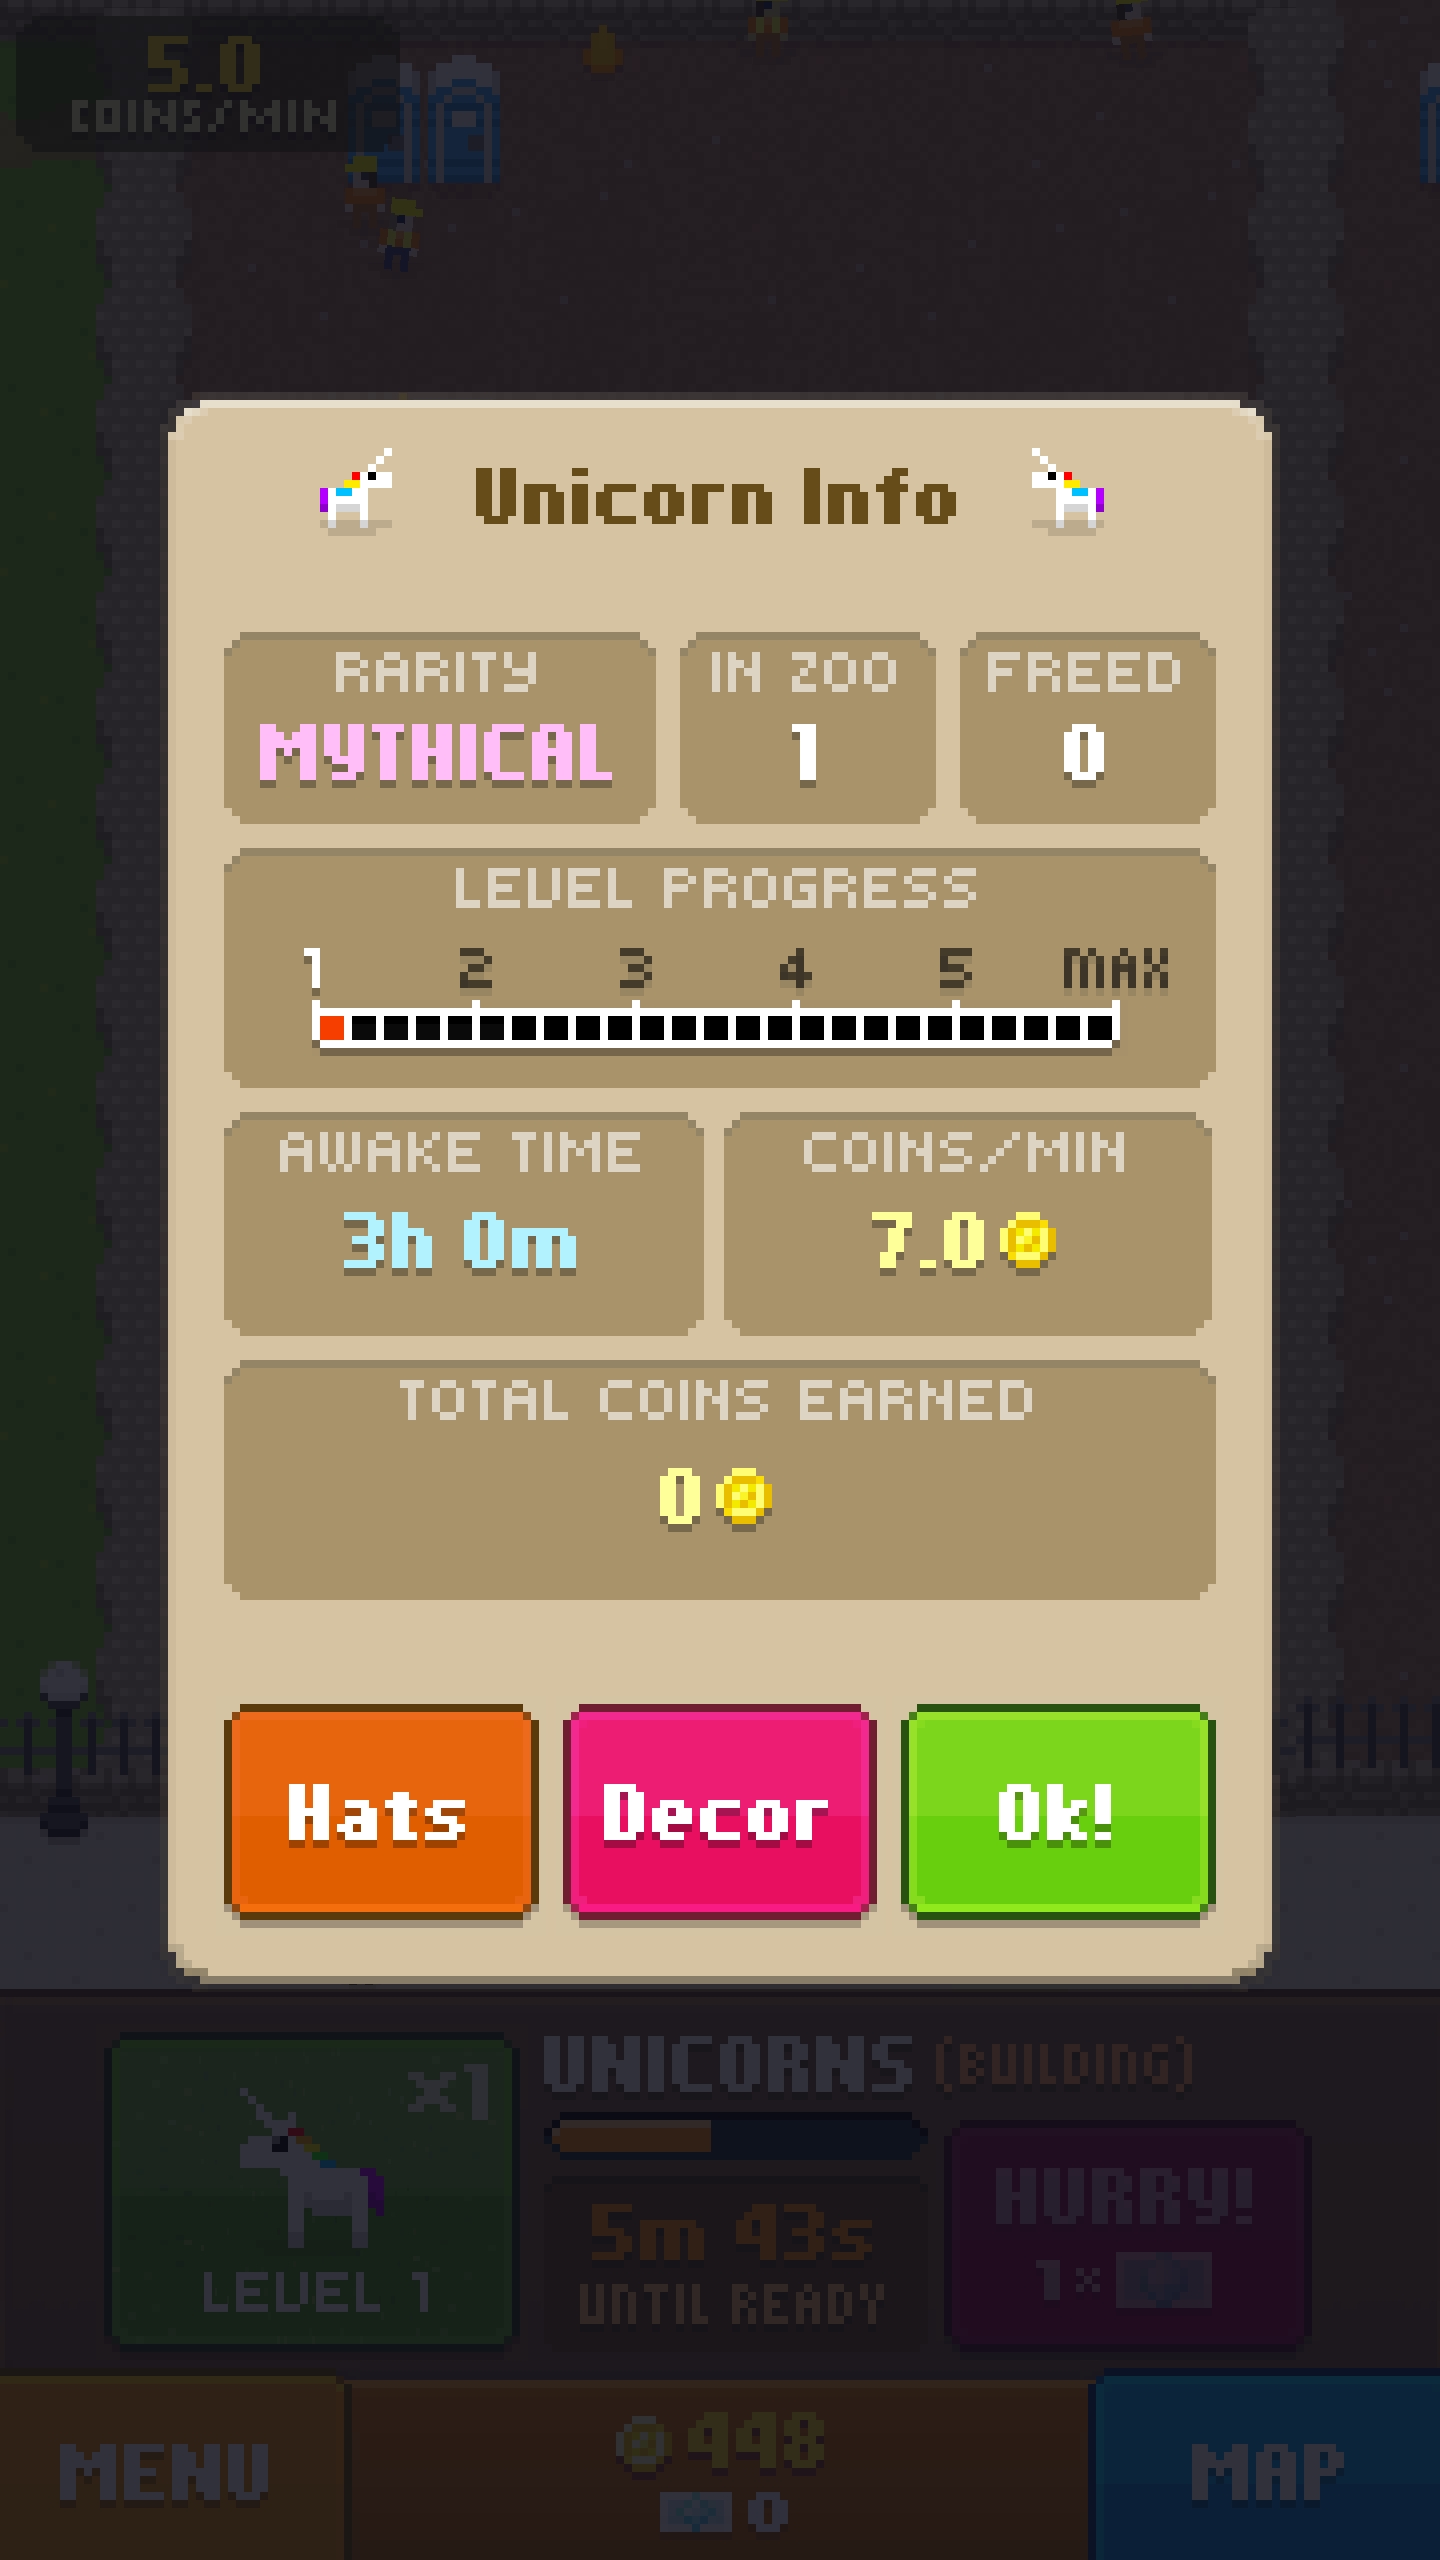 5.0
COINS/MIN
Unicorn Info
RARITY
MYTHICAL
IN ZOO
1
FREED
0
LEVEL PROGRESS
1 2 3 4 5 MAX
AWAKE TIME
3h 0m
COINS/MIN
7.0
TOTAL COINS EARNED
0
Hats
Decor
Ok!
x1
LEVEL 1
UNICORNS (BUILDING)
5m 43s
UNTIL READY
HURRY!
1x
MENU
448
0
MAP